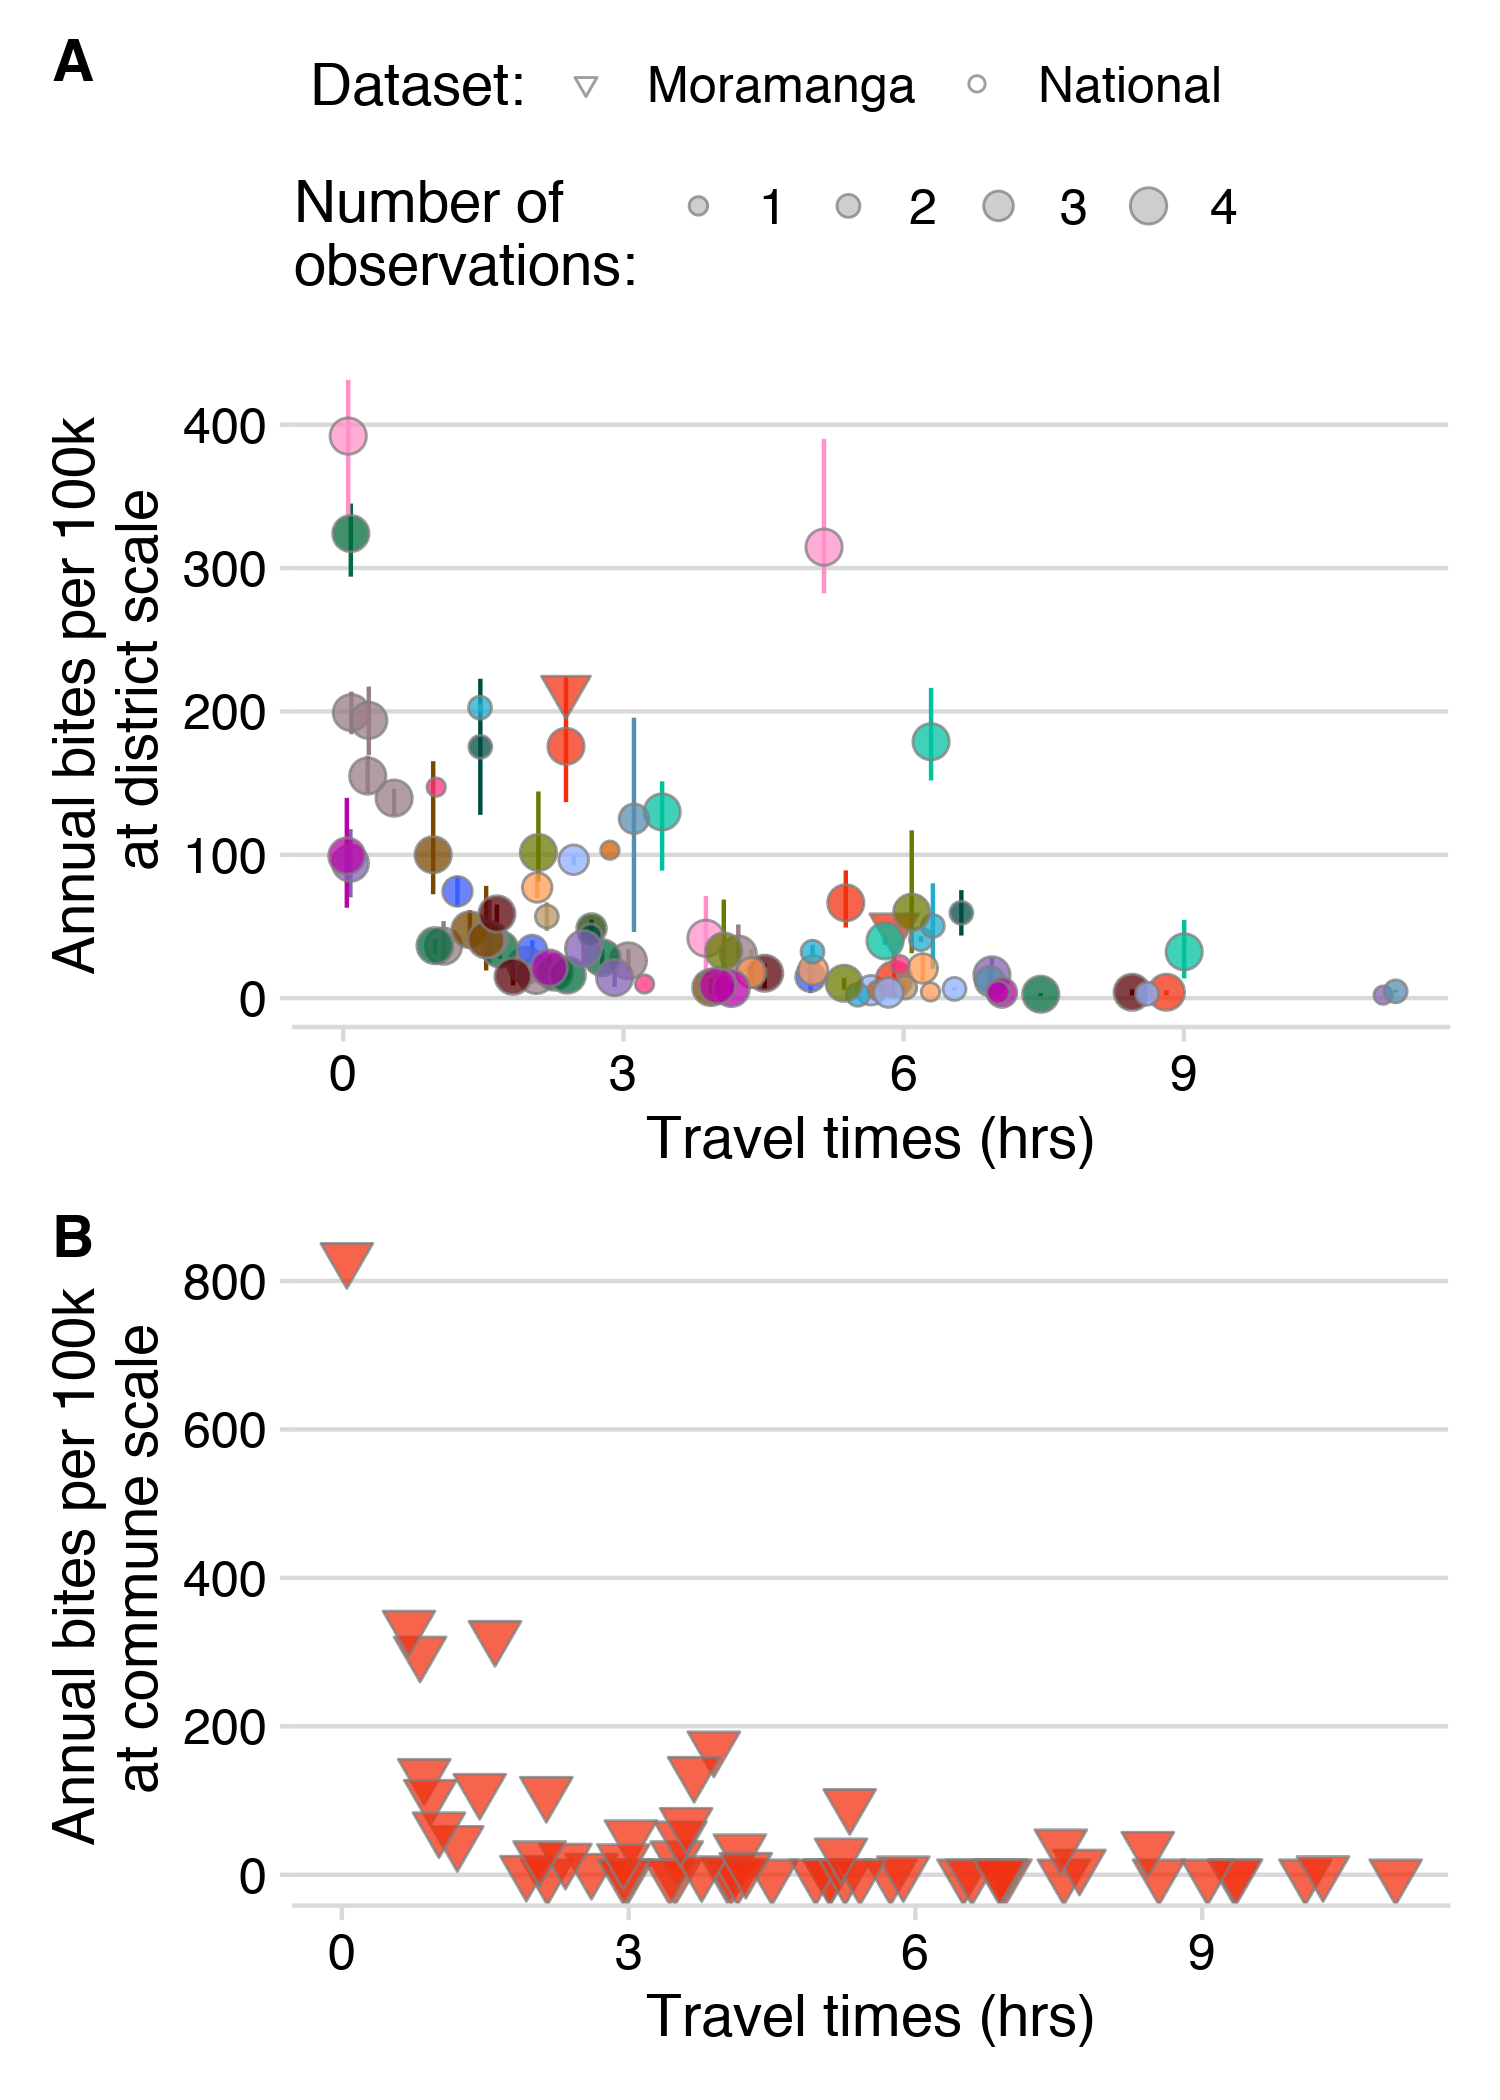 A
Dataset: Moramanga National
Number of
observations: 1 2 3 4
Annual bites per 100k
at district scale
400
300
200
100
0
0 3 6 9
Travel times (hrs)
B
Annual bites per 100k
at commune scale
800
600
400
200
0
0 3 6 9
Travel times (hrs)